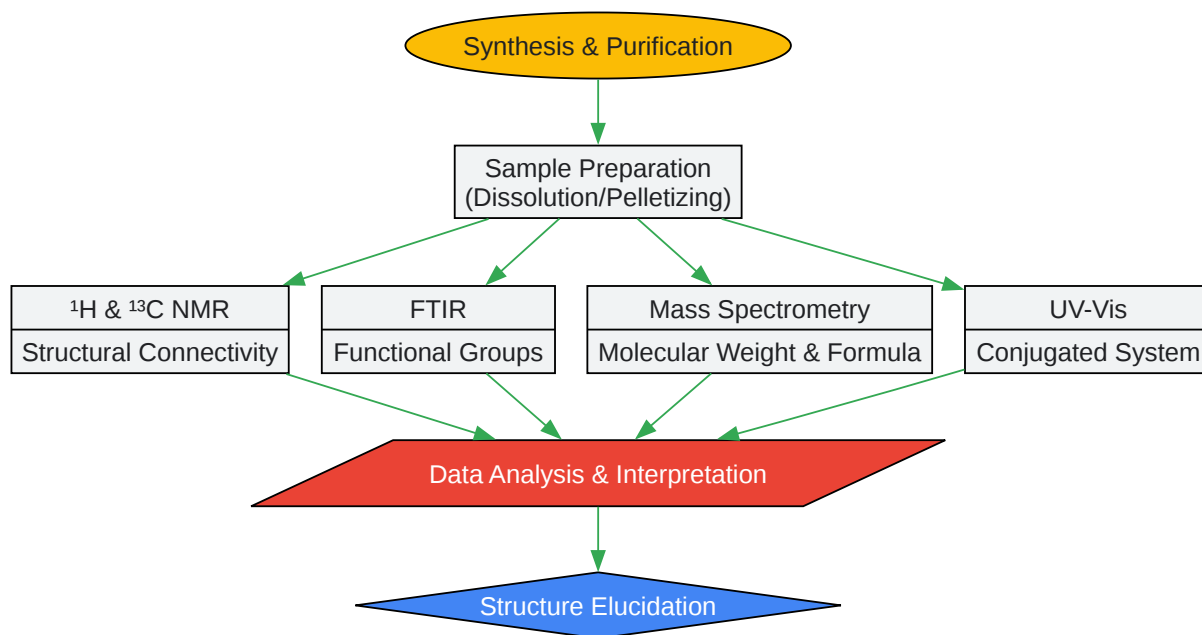 Synthesis & Purification
Sample Preparation
(Dissolution/Pelletizing)
¹H & ¹³C NMR
Structural Connectivity
FTIR
Functional Groups
Mass Spectrometry
Molecular Weight & Formula
UV-Vis
Conjugated System
Data Analysis & Interpretation
Structure Elucidation